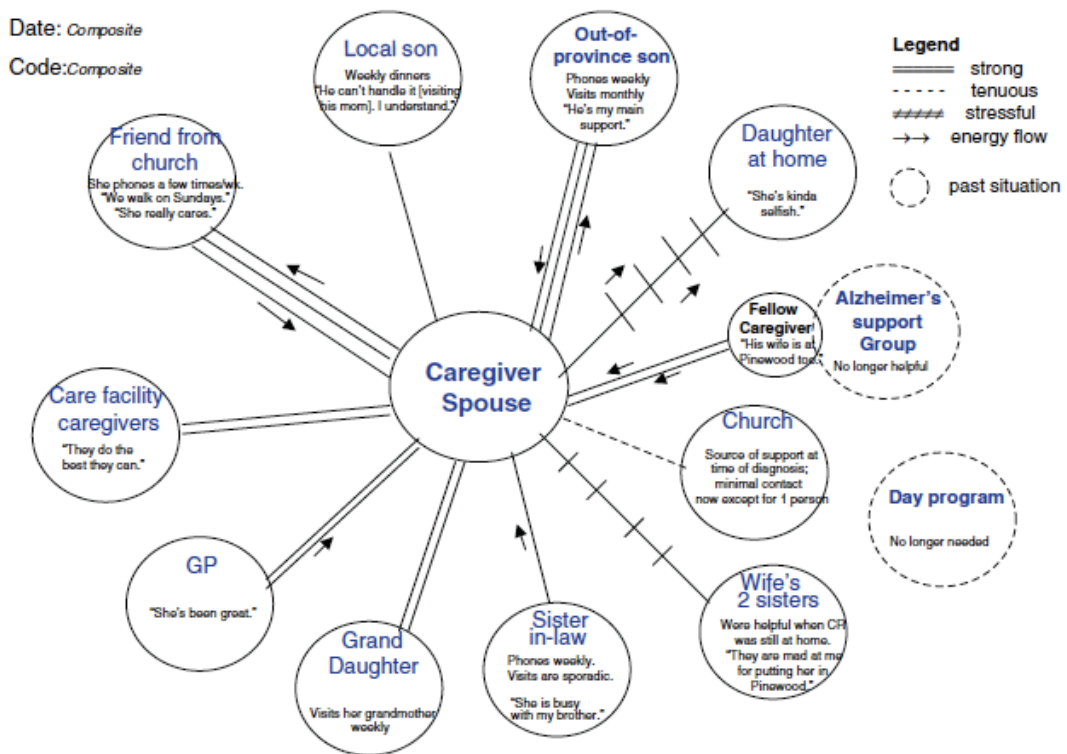 Date: Composite
Code:Composite
Local son
Weekly dinners
"He can't handle it [visiting
his mom]. I understand."
Out-of-
province son
Phones weekly
Visits monthly
"He's my main
support."
Legend
strong
tenuous
stressful
energy flow
past situation
Friend from
church
She phones a few times/wk.
"We walk on Sundays."
"She really cares."
Daughter
at home
"She's kinda
selfish."
Fellow
Caregiver
"His wife is at
Pinewood too."
Alzheimer's
support
Group
No longer helpful
Caregiver
Spouse
Care facility
caregivers
"They do the
best they can."
Church
Source of support at
time of diagnosis;
minimal contact
now except for 1 person
Day program
No longer needed
GP
"She's been great."
Grand
Daughter
Visits her grandmother
weekly
Sister
in-law
Phones weekly.
Visits are sporadic.
"She is busy
with my brother."
Wife's
2 sisters
Were helpful when CR
was still at home.
"They are mad at me
for putting her in
Pinewood."